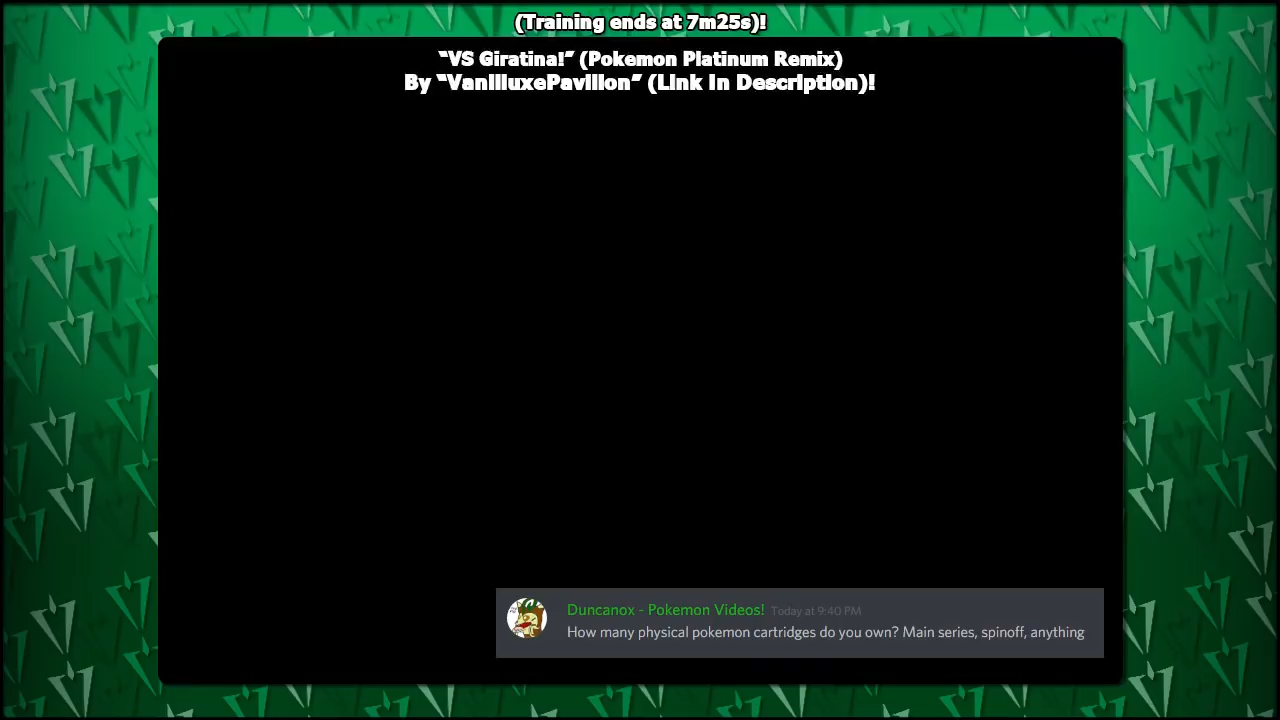 (Training ends at 7m25s)!
“VS Giratina!” (Pokemon Platinum Remix)
By “VanilluxePavilion” (Link In Description)!
Duncanox - Pokemon Videos! Today at 9:40 PM
How many physical pokemon cartridges do you own? Main series, spinoff, anything